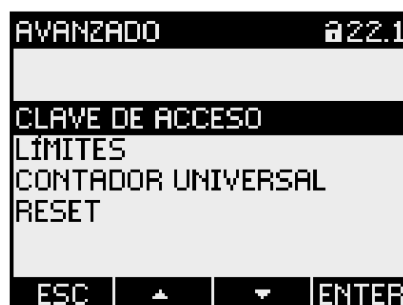 AVANZADO 22.1
CLAVE DE ACCESO
LÍMITES
CONTADOR UNIVERSAL
RESET
ESC ▲ ▼ ENTER